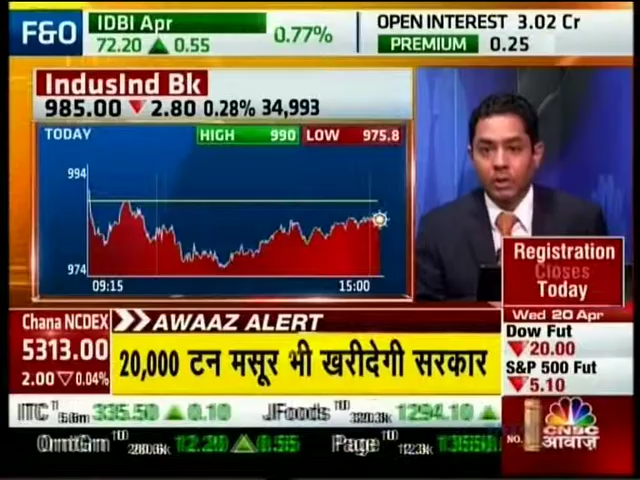 F&O
IDBI Apr
72.20 ▲ 0.55
0.77%
OPEN INTEREST 3.02 Cr
PREMIUM 0.25
IndusInd Bk
985.00 ▼ 2.80 0.28% 34,993
TODAY
HIGH 990
LOW 975.8
994
974
09:15
15:00
Registration
Closes
Today
Wed 20 Apr
Chana NCDEX
5313.00
2.00 ▽ 0.04%
AWAAZ ALERT
20,000 टन मसूर भी खरीदेगी सरकार
Dow Fut
▼20.00
S&P 500 Fut
▼5.10
ITC 335.50 ▲ 0.10
JFoods 1294.10 ▲
12.20 ▲ 0.55
Page
NO.
CNBC
आवाज़